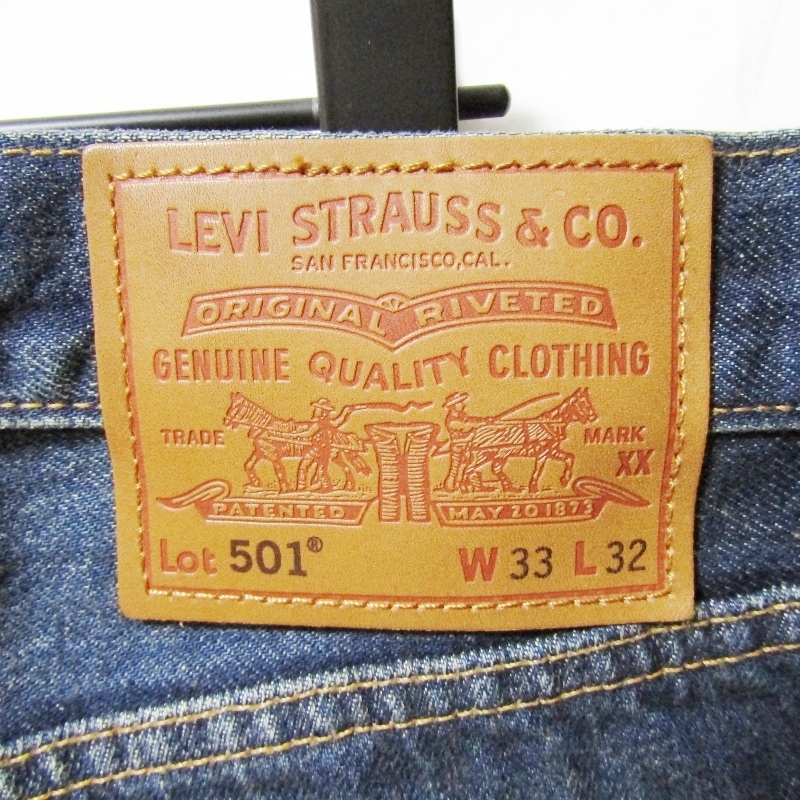 LEVI STRAUSS & CO.
SAN FRANCISCO, CAL.
ORIGINAL RIVETED
GENUINE QUALITY CLOTHING
TRADE MARK
XX
PATENTED MAY 20 1873
Lot 501® W 33 L 32